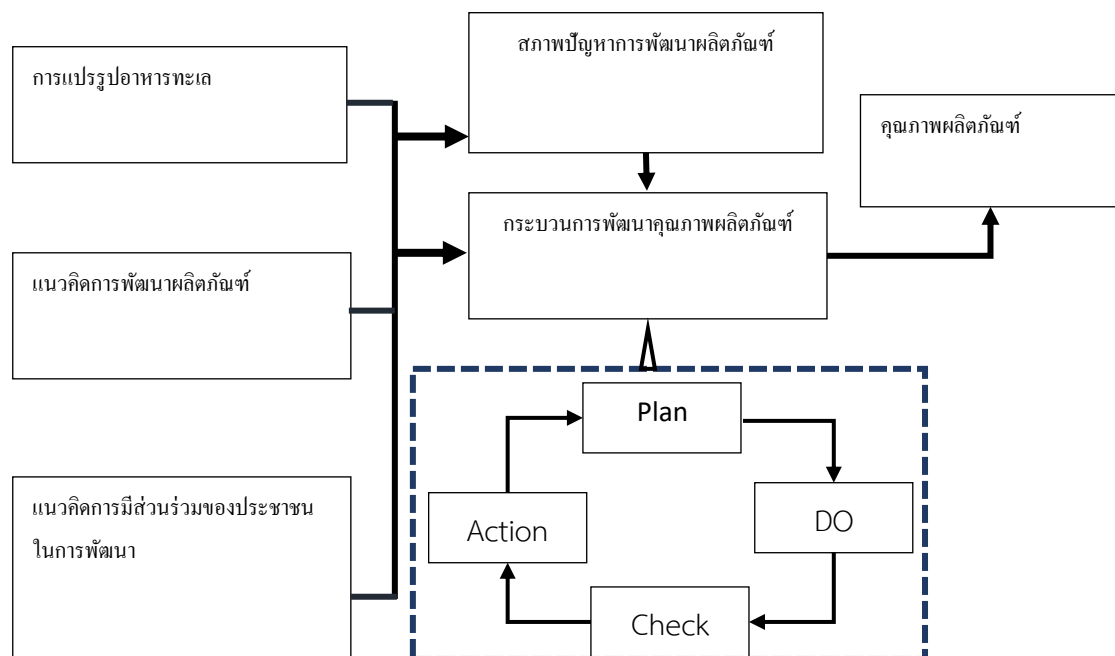 การแปรรูปอาหารทะเล
สภาพปัญหาการพัฒนาผลิตภัณฑ์
คุณภาพผลิตภัณฑ์
แนวคิดการพัฒนาผลิตภัณฑ์
กระบวนการพัฒนาคุณภาพผลิตภัณฑ์
แนวคิดการมีส่วนร่วมของประชาชน
ในการพัฒนา
Plan
DO
Check
Action